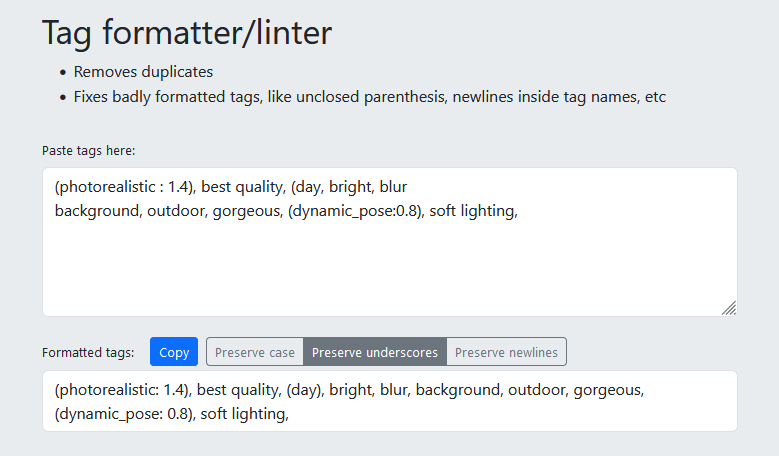 Tag formatter/linter
• Removes duplicates
• Fixes badly formatted tags, like unclosed parenthesis, newlines inside tag names, etc
Paste tags here:
(photorealistic : 1.4), best quality, (day, bright, blur
background, outdoor, gorgeous, (dynamic_pose:0.8), soft lighting,
Formatted tags: Copy Preserve case Preserve underscores Preserve newlines
(photorealistic: 1.4), best quality, (day), bright, blur, background, outdoor, gorgeous,
(dynamic_pose: 0.8), soft lighting,